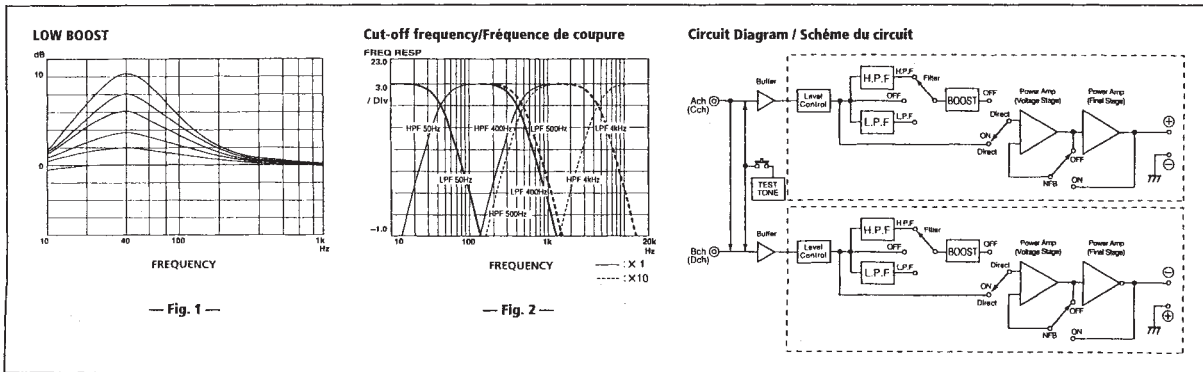 LOW BOOST
dB
10
0
10 40 100 1k
Hz
FREQUENCY
— Fig. 1 —
Cut-off frequency/Fréquence de coupure
FREQ RESP
23.0
3.0
/ Div
HPF 50Hz HPF 400Hz LPF 500Hz LPF 4kHz
LPF 50Hz LPF 400Hz HPF 4kHz
HPF 500Hz
-1.0
10 100 1k 20k
Hz
FREQUENCY
——— : X 1
----- : X10
— Fig. 2 —
Circuit Diagram / Schéme du circuit
Ach
(Cch)
Buffer
Level
Control
H.P.F
H.P.F
Filter
OFF
L.P.F
L.P.F
BOOST
OFF
Direct
ON
Direct
Power Amp
(Voltage Stage)
Power Amp
(Final Stage)
OFF
NFB
ON
⊕
⊖
TEST
TONE
Bch
(Dch)
Buffer
Level
Control
H.P.F
H.P.F
Filter
OFF
L.P.F
L.P.F
BOOST
OFF
Direct
ON
Direct
Power Amp
(Voltage Stage)
Power Amp
(Final Stage)
OFF
NFB
ON
⊖
⊕